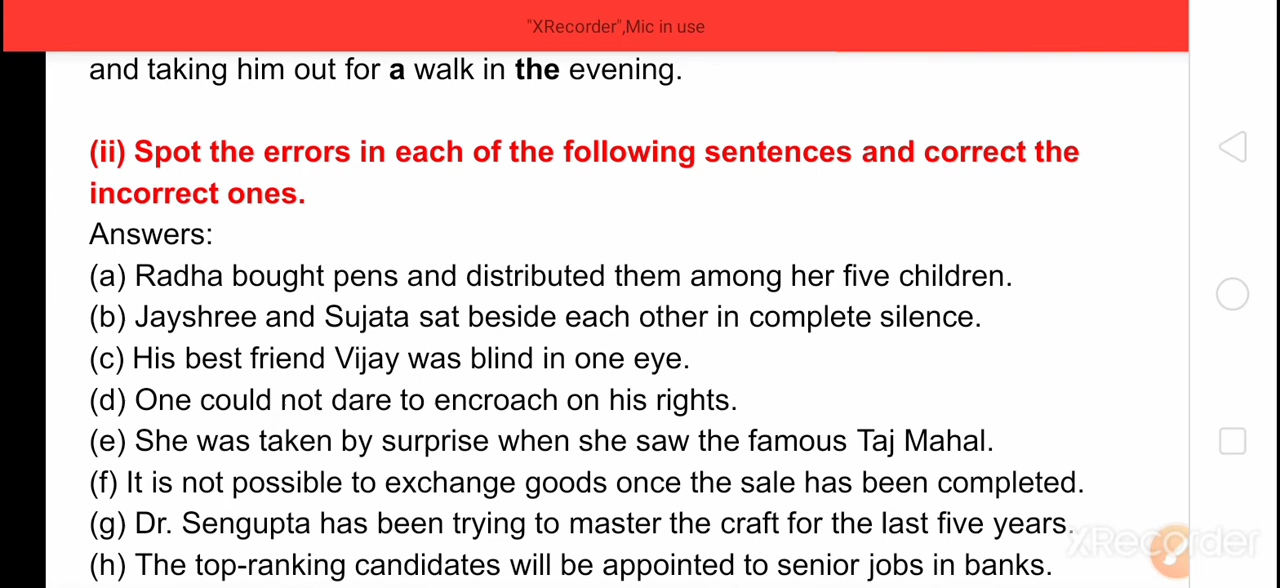 "XRecorder",Mic in use
and taking him out for a walk in the evening.
(ii) Spot the errors in each of the following sentences and correct the
incorrect ones.
Answers:
(a) Radha bought pens and distributed them among her five children.
(b) Jayshree and Sujata sat beside each other in complete silence.
(c) His best friend Vijay was blind in one eye.
(d) One could not dare to encroach on his rights.
(e) She was taken by surprise when she saw the famous Taj Mahal.
(f) It is not possible to exchange goods once the sale has been completed.
(g) Dr. Sengupta has been trying to master the craft for the last five years.
XRecorder
(h) The top-ranking candidates will be appointed to senior jobs in banks.